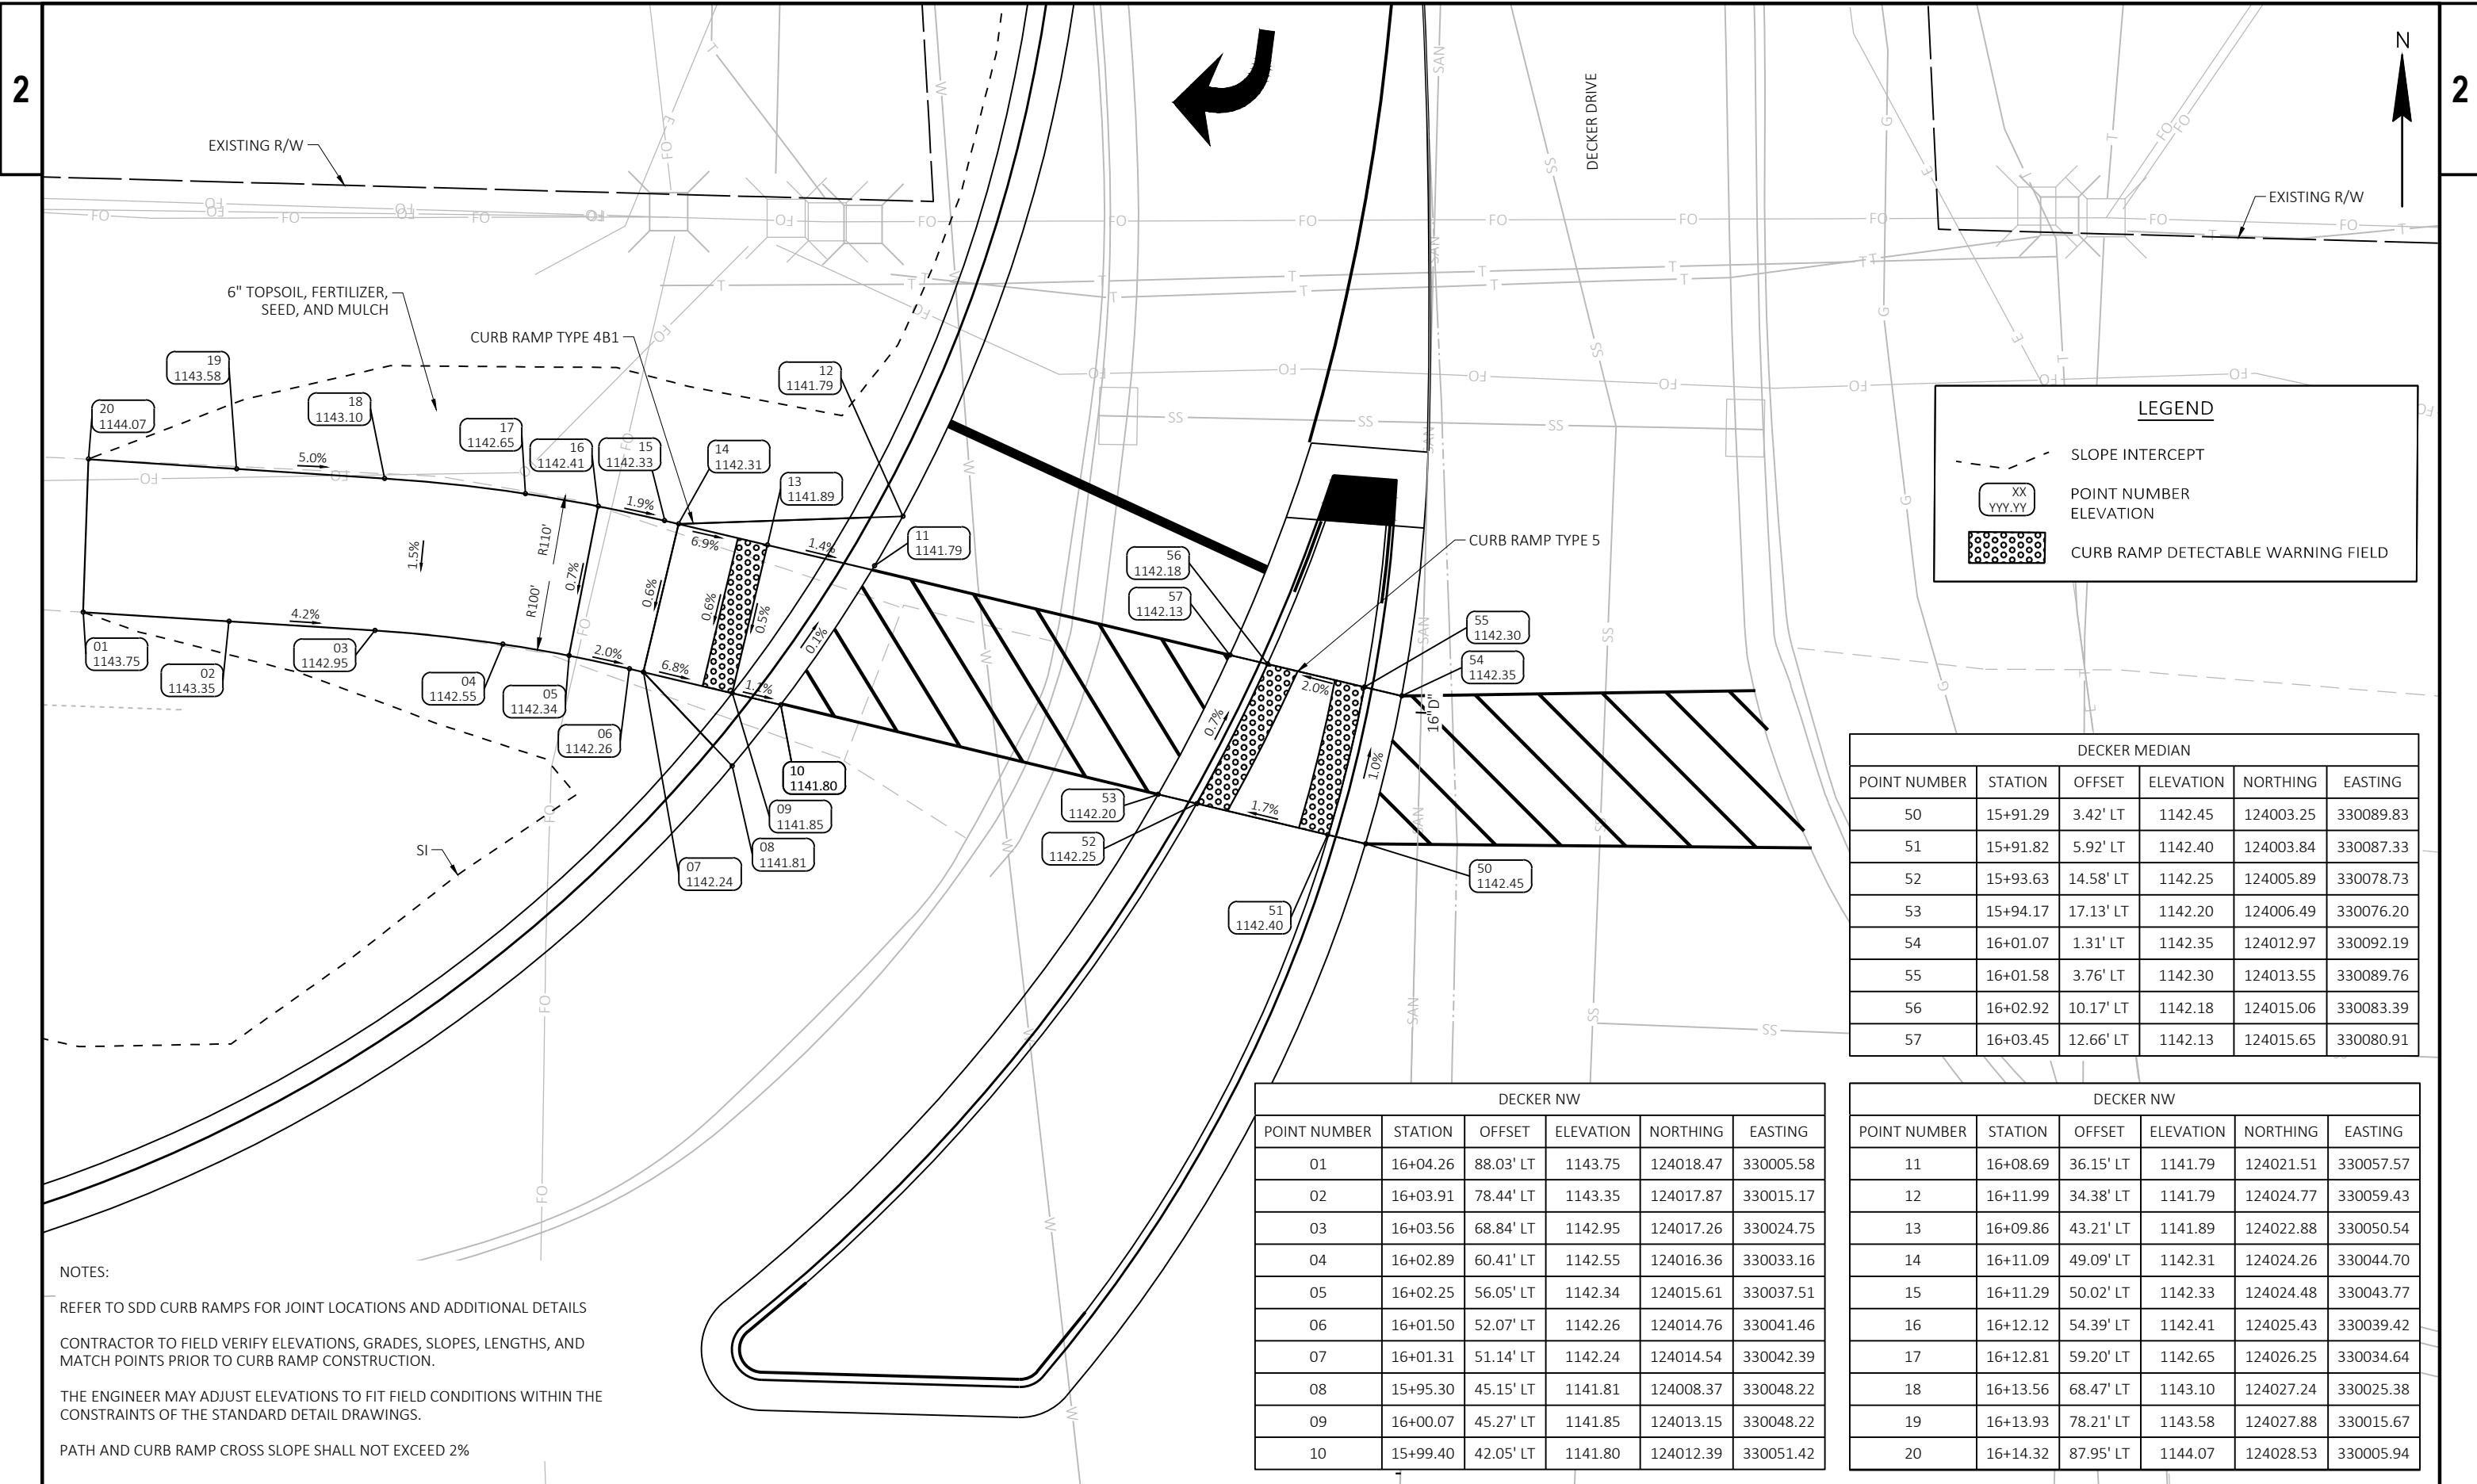 2
2
N
DECKER DRIVE
EXISTING R/W
EXISTING R/W
6" TOPSOIL, FERTILIZER,
SEED, AND MULCH
CURB RAMP TYPE 4B1
CURB RAMP TYPE 5
SI
16"D"
19
1143.58
20
1144.07
18
1143.10
17
1142.65
16
1142.41
15
1142.33
14
1142.31
13
1141.89
12
1141.79
11
1141.79
01
1143.75
02
1143.35
03
1142.95
04
1142.55
05
1142.34
06
1142.26
07
1142.24
08
1141.81
09
1141.85
10
1141.80
56
1142.18
57
1142.13
55
1142.30
54
1142.35
53
1142.20
52
1142.25
51
1142.40
50
1142.45
5.0%
1.9%
6.9%
1.4%
1.5%
R110'
R100'
0.7%
0.6%
0.6%
0.5%
0.1%
4.2%
2.0%
6.8%
1.1%
2.0%
0.7%
1.7%
1.0%
LEGEND
SLOPE INTERCEPT
XX
YYY.YY
POINT NUMBER
ELEVATION
CURB RAMP DETECTABLE WARNING FIELD
DECKER MEDIAN
POINT NUMBER STATION OFFSET ELEVATION NORTHING EASTING
50 15+91.29 3.42' LT 1142.45 124003.25 330089.83
51 15+91.82 5.92' LT 1142.40 124003.84 330087.33
52 15+93.63 14.58' LT 1142.25 124005.89 330078.73
53 15+94.17 17.13' LT 1142.20 124006.49 330076.20
54 16+01.07 1.31' LT 1142.35 124012.97 330092.19
55 16+01.58 3.76' LT 1142.30 124013.55 330089.76
56 16+02.92 10.17' LT 1142.18 124015.06 330083.39
57 16+03.45 12.66' LT 1142.13 124015.65 330080.91
DECKER NW
POINT NUMBER STATION OFFSET ELEVATION NORTHING EASTING
01 16+04.26 88.03' LT 1143.75 124018.47 330005.58
02 16+03.91 78.44' LT 1143.35 124017.87 330015.17
03 16+03.56 68.84' LT 1142.95 124017.26 330024.75
04 16+02.89 60.41' LT 1142.55 124016.36 330033.16
05 16+02.25 56.05' LT 1142.34 124015.61 330037.51
06 16+01.50 52.07' LT 1142.26 124014.76 330041.46
07 16+01.31 51.14' LT 1142.24 124014.54 330042.39
08 15+95.30 45.15' LT 1141.81 124008.37 330048.22
09 16+00.07 45.27' LT 1141.85 124013.15 330048.22
10 15+99.40 42.05' LT 1141.80 124012.39 330051.42
DECKER NW
POINT NUMBER STATION OFFSET ELEVATION NORTHING EASTING
11 16+08.69 36.15' LT 1141.79 124021.51 330057.57
12 16+11.99 34.38' LT 1141.79 124024.77 330059.43
13 16+09.86 43.21' LT 1141.89 124022.88 330050.54
14 16+11.09 49.09' LT 1142.31 124024.26 330044.70
15 16+11.29 50.02' LT 1142.33 124024.48 330043.77
16 16+12.12 54.39' LT 1142.41 124025.43 330039.42
17 16+12.81 59.20' LT 1142.65 124026.25 330034.64
18 16+13.56 68.47' LT 1143.10 124027.24 330025.38
19 16+13.93 78.21' LT 1143.58 124027.88 330015.67
20 16+14.32 87.95' LT 1144.07 124028.53 330005.94
NOTES:
REFER TO SDD CURB RAMPS FOR JOINT LOCATIONS AND ADDITIONAL DETAILS
CONTRACTOR TO FIELD VERIFY ELEVATIONS, GRADES, SLOPES, LENGTHS, AND
MATCH POINTS PRIOR TO CURB RAMP CONSTRUCTION.
THE ENGINEER MAY ADJUST ELEVATIONS TO FIT FIELD CONDITIONS WITHIN THE
CONSTRAINTS OF THE STANDARD DETAIL DRAWINGS.
PATH AND CURB RAMP CROSS SLOPE SHALL NOT EXCEED 2%